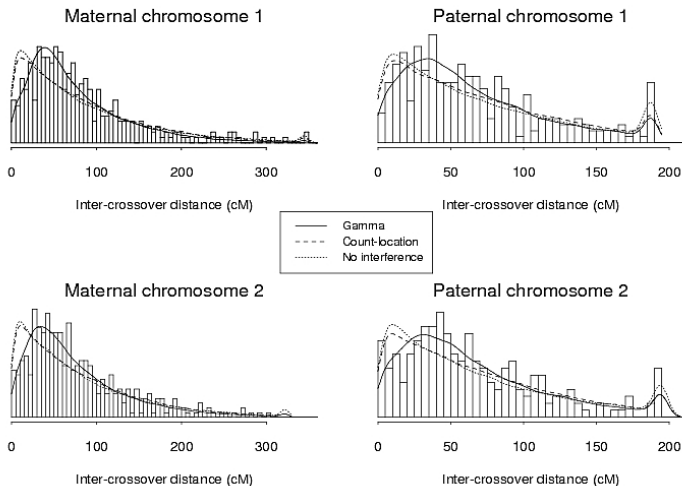 Maternal chromosome 1
Paternal chromosome 1
0 100 200 300
0 50 100 150 200
Inter-crossover distance (cM)
Inter-crossover distance (cM)
Gamma
Count-location
No interference
Maternal chromosome 2
Paternal chromosome 2
0 100 200 300
0 50 100 150 200
Inter-crossover distance (cM)
Inter-crossover distance (cM)